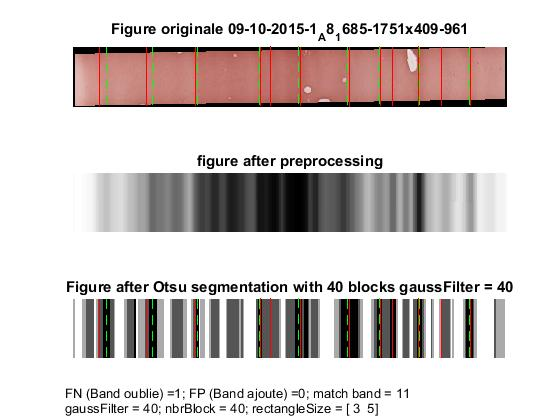 Figure originale 09-10-2015-1_A8_1685-1751x409-961
figure after preprocessing
Figure after Otsu segmentation with 40 blocks gaussFilter = 40
FN (Band oublie) =1; FP (Band ajoute) =0; match band = 11
gaussFilter = 40; nbrBlock = 40; rectangleSize = [ 3 5]